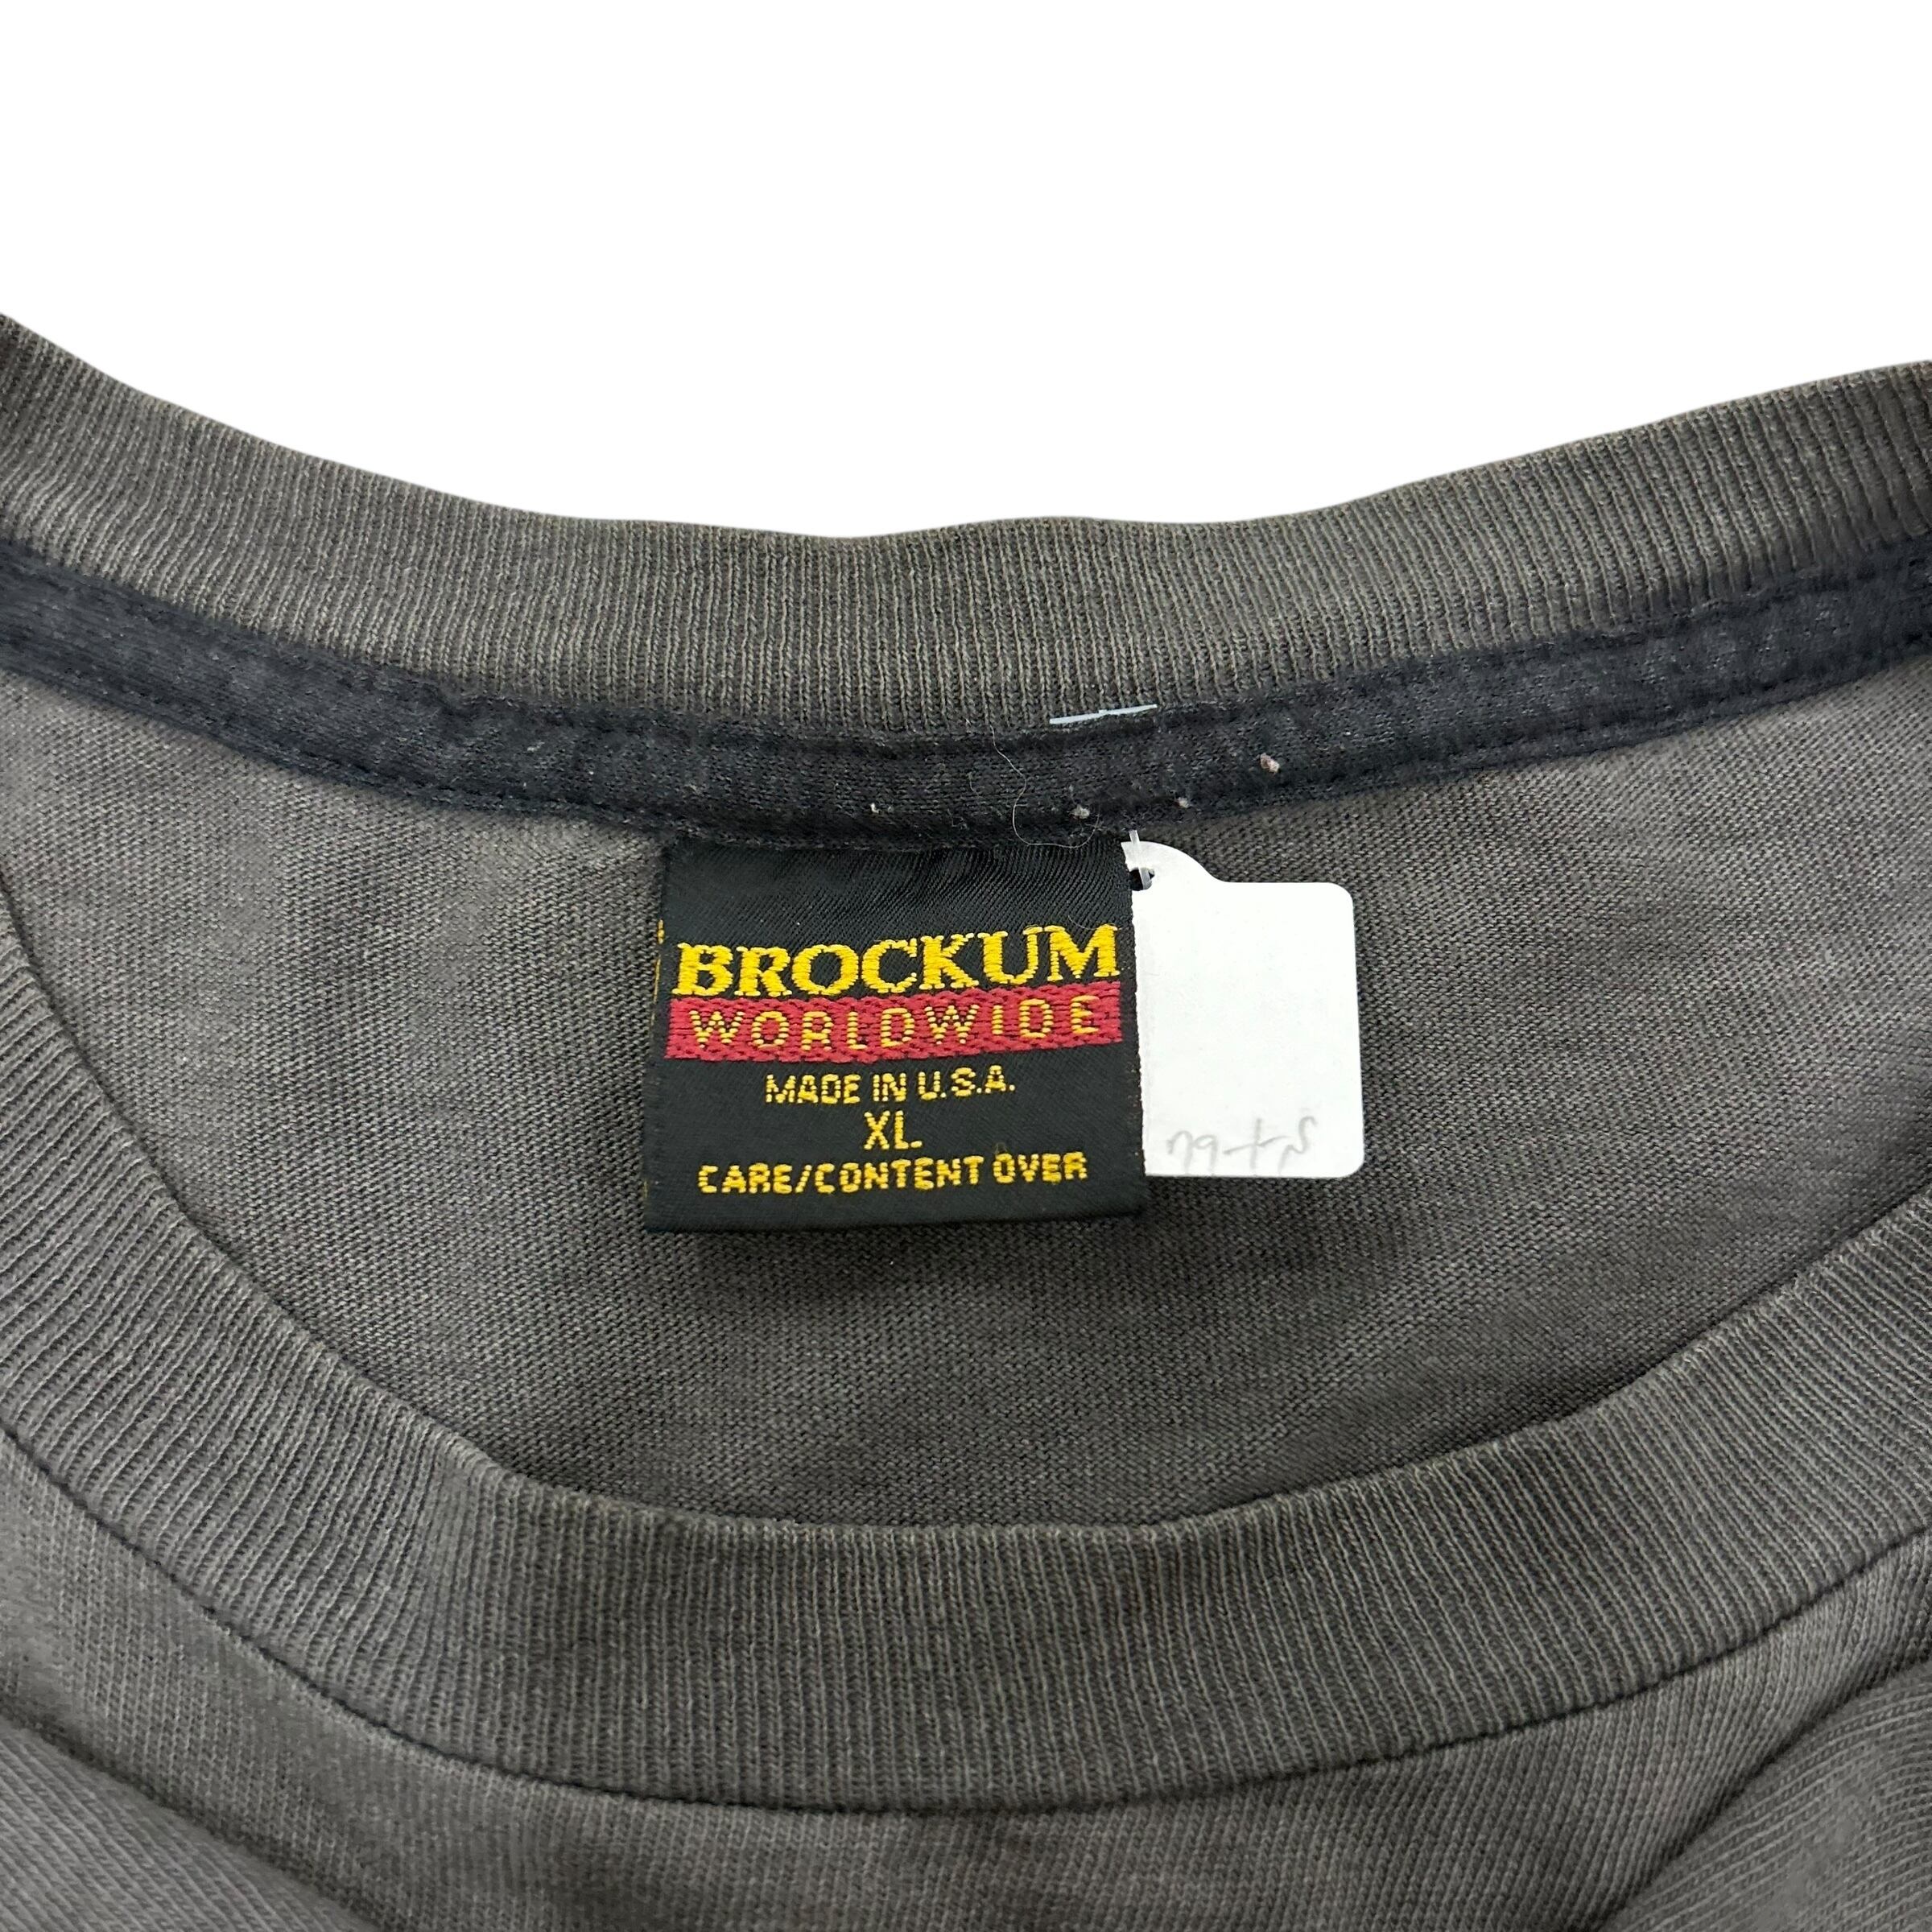 BROCKUM
WORLDWIDE
MADE IN U.S.A.
XL
CARE/CONTENT OVER